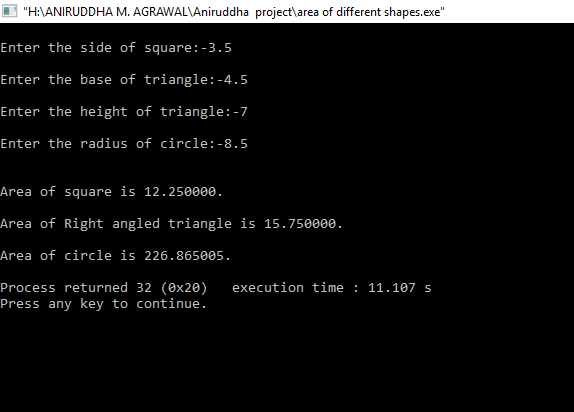 "H:\ANIRUDDHA M. AGRAWAL\Aniruddha  project\area of different shapes.exe"
Enter the side of square:-3.5
Enter the base of triangle:-4.5
Enter the height of triangle:-7
Enter the radius of circle:-8.5
Area of square is 12.250000.
Area of Right angled triangle is 15.750000.
Area of circle is 226.865005.
Process returned 32 (0x20)   execution time : 11.107 s
Press any key to continue.